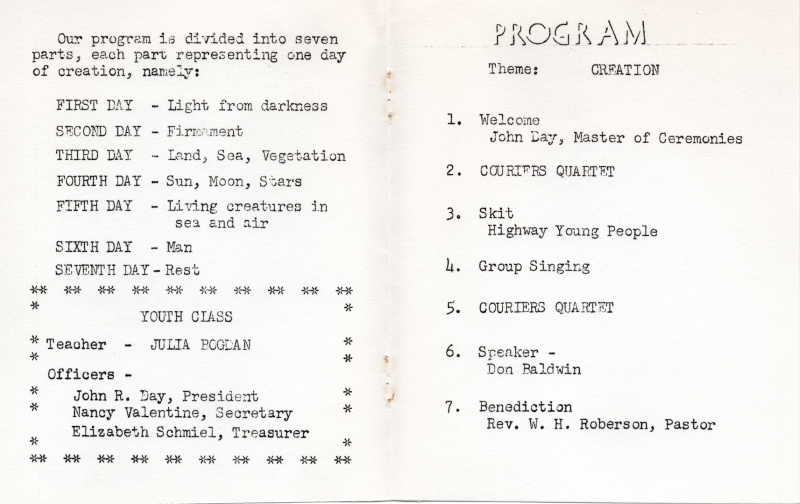 Our program is divided into seven
parts, each part representing one day
of creation, namely:
FIRST DAY - Light from darkness
SECOND DAY - Firmament
THIRD DAY - Land, Sea, Vegetation
FOURTH DAY - Sun, Moon, Stars
FIFTH DAY - Living creatures in
sea and air
SIXTH DAY - Man
SEVENTH DAY - Rest
** ** ** ** ** ** ** ** ** **
* *
YOUTH CLASS
* Teacher - JULIA BOGDAN *
* *
Officers -
* John R. Day, President *
* Nancy Valentine, Secretary *
Elizabeth Schmiel, Treasurer
* *
** ** ** ** ** ** ** ** ** **
PROGRAM
Theme: CREATION
1. Welcome
John Day, Master of Ceremonies
2. COURIERS QUARTET
3. Skit
Highway Young People
4. Group Singing
5. COURIERS QUARTET
6. Speaker -
Don Baldwin
7. Benediction
Rev. W. H. Roberson, Pastor